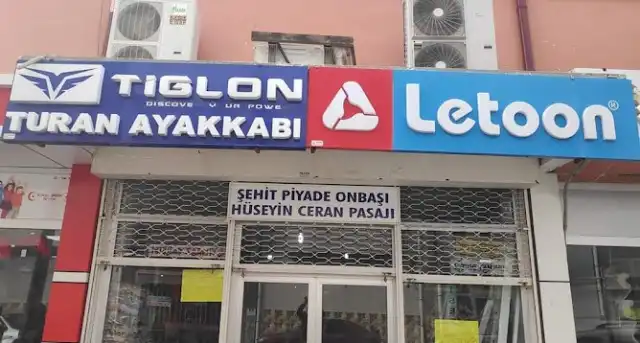 TiGLON
DISCOVE Y UR POWE
TURAN AYAKKABI
Letoon
ŞEHİT PİYADE ONBAŞI
HÜSEYİN CERAN PASAJI